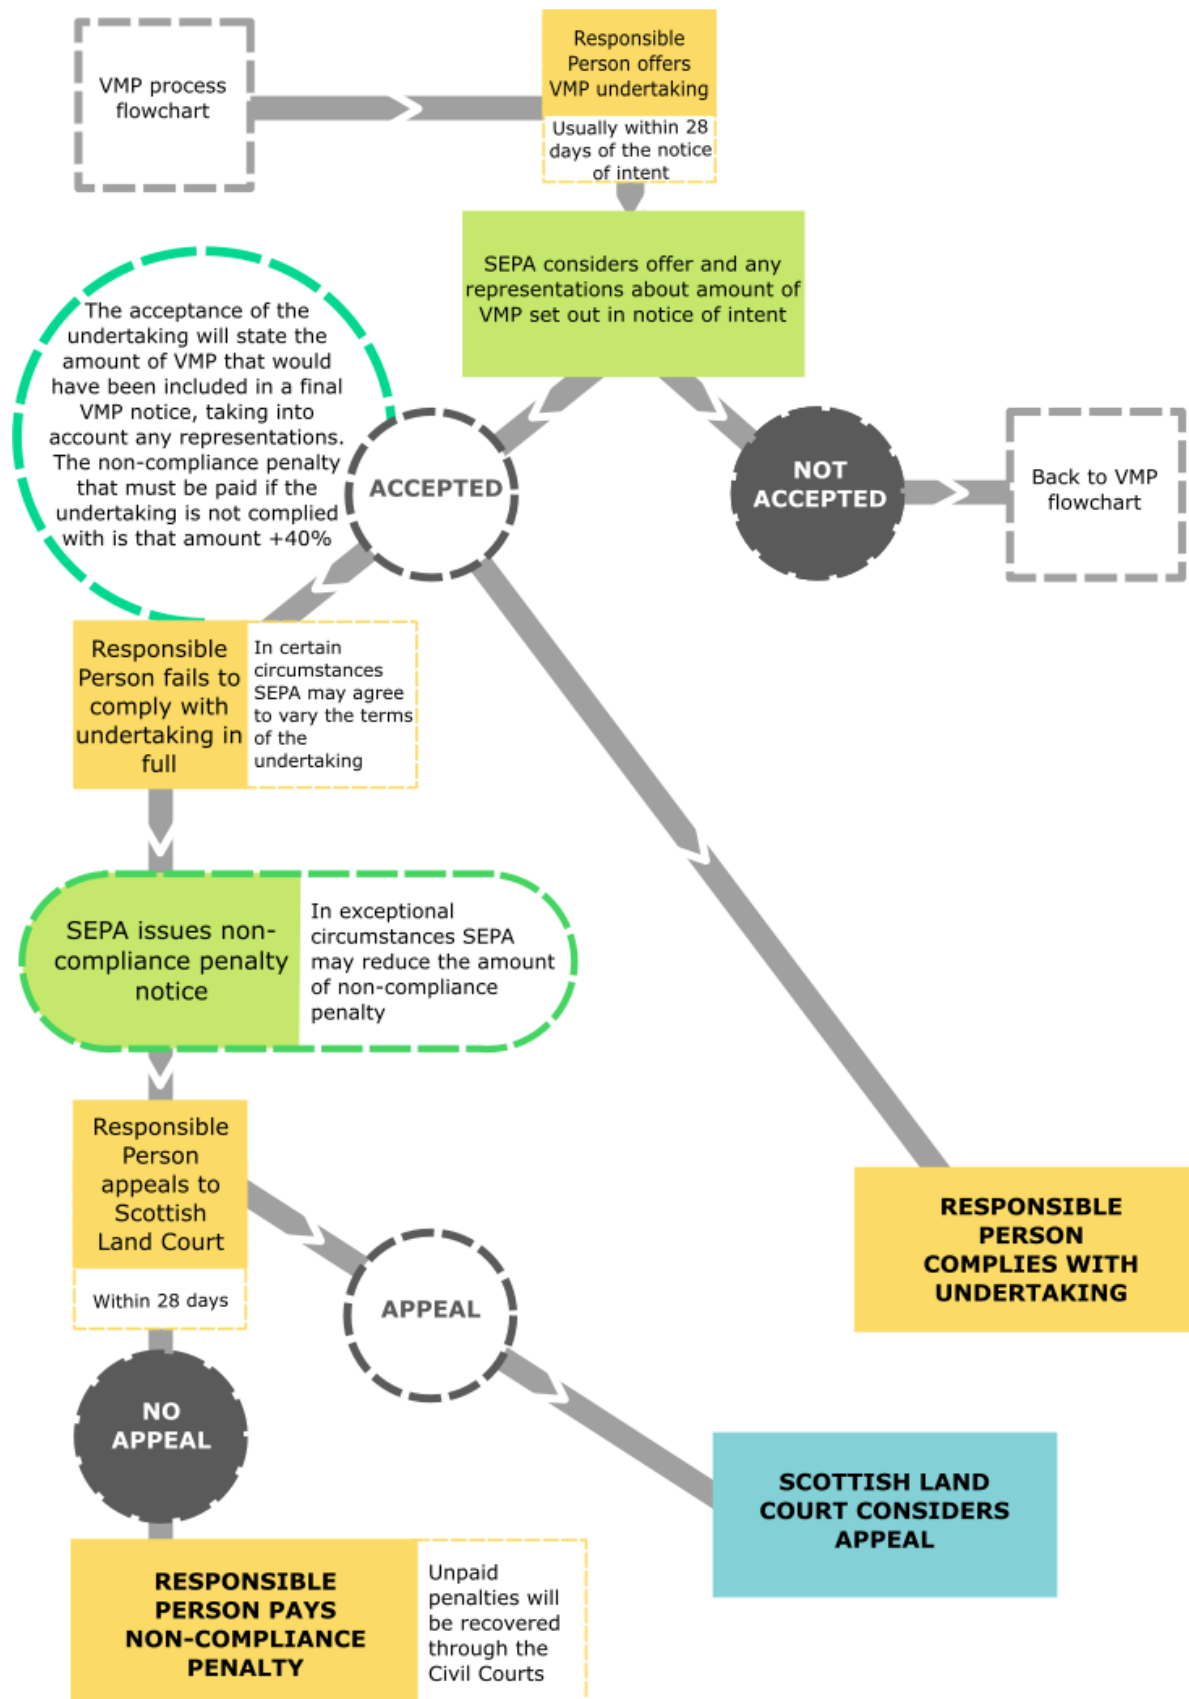 VMP process
flowchart
Responsible
Person offers
VMP undertaking
Usually within 28
days of the notice
of intent
SEPA considers offer and any
representations about amount of
VMP set out in notice of intent
The acceptance of the
undertaking will state the
amount of VMP that would
have been included in a final
VMP notice, taking into
account any representations.
The non-compliance penalty
that must be paid if the
undertaking is not complied
with is that amount +40%
ACCEPTED
NOT
ACCEPTED
Back to VMP
flowchart
Responsible
Person fails to
comply with
undertaking in
full
In certain
circumstances
SEPA may agree
to vary the terms
of the
undertaking
SEPA issues non-
compliance penalty
notice
In exceptional
circumstances SEPA
may reduce the amount
of non-compliance
penalty
Responsible
Person
appeals to
Scottish
Land Court
Within 28 days
RESPONSIBLE
PERSON
COMPLIES WITH
UNDERTAKING
APPEAL
NO
APPEAL
SCOTTISH LAND
COURT CONSIDERS
APPEAL
RESPONSIBLE
PERSON PAYS
NON-COMPLIANCE
PENALTY
Unpaid
penalties will
be recovered
through the
Civil Courts